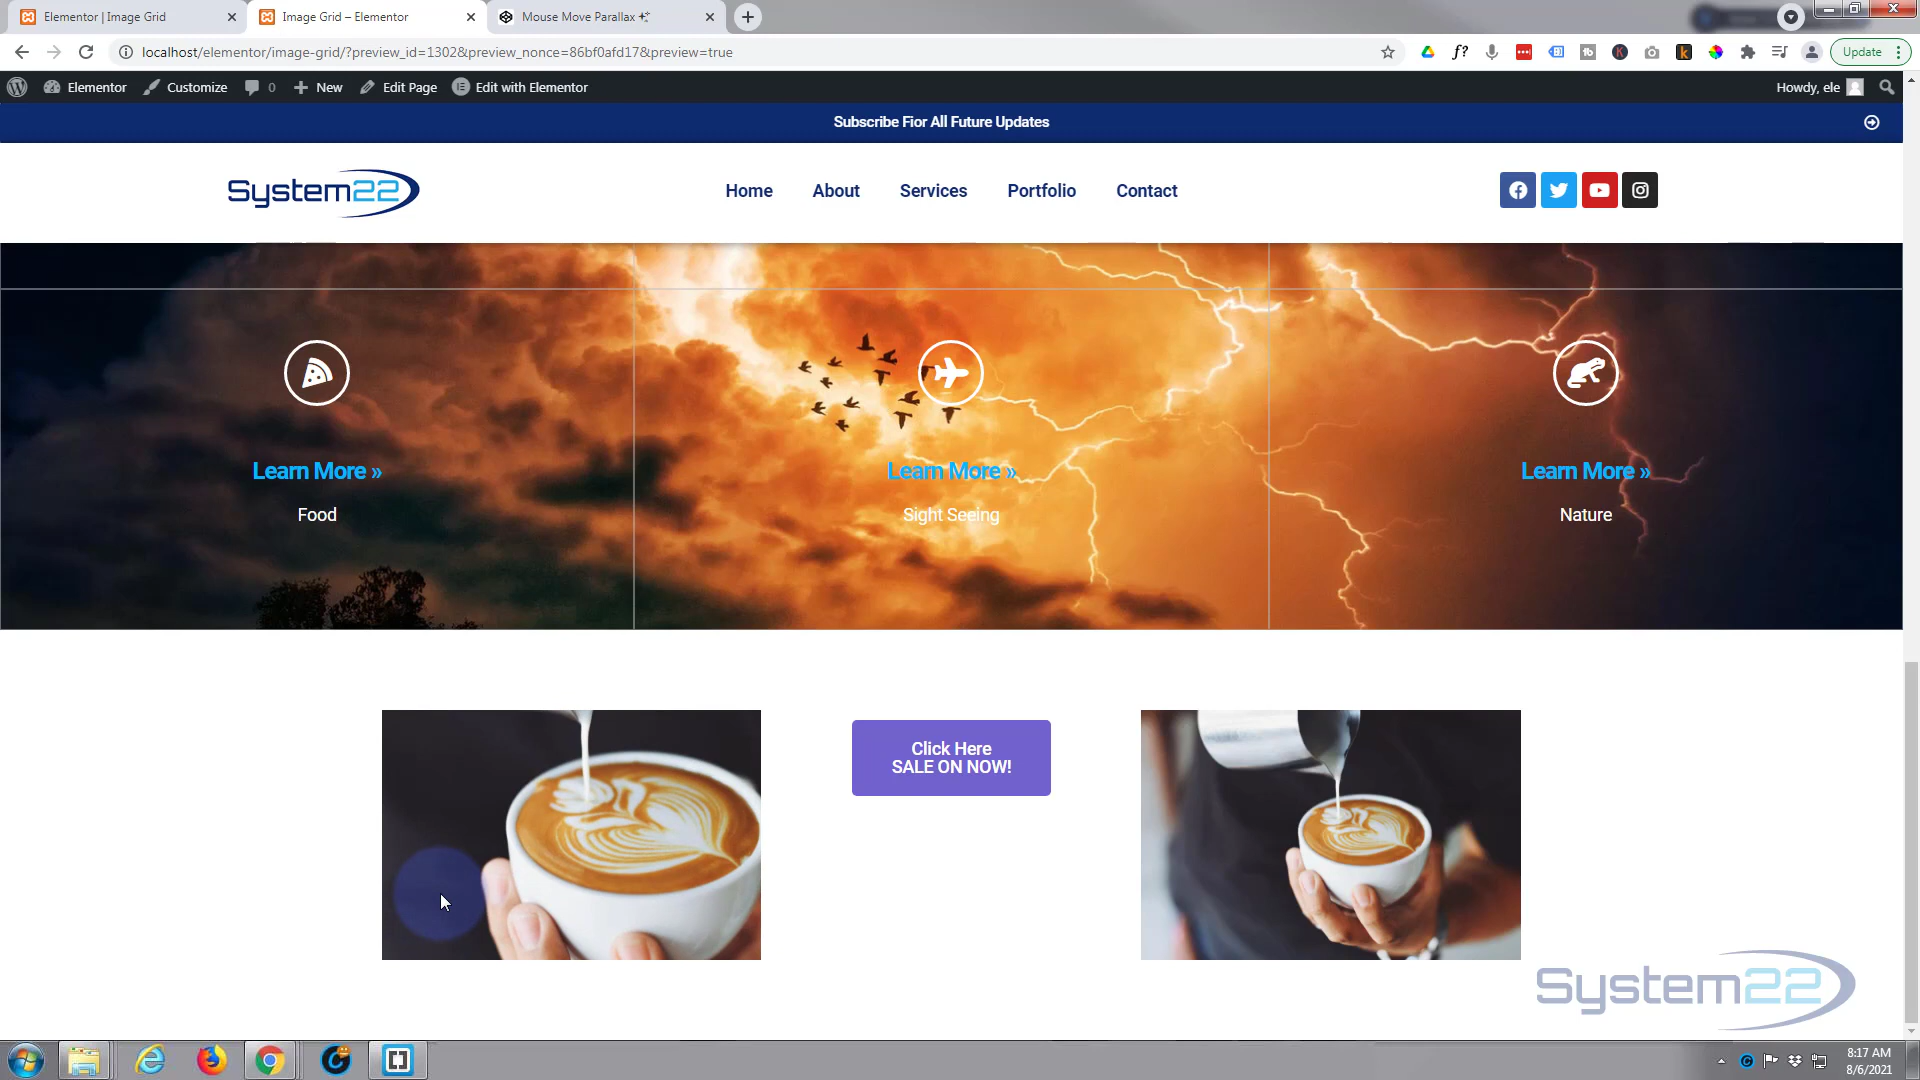 Elementor | Image Grid
Image Grid – Elementor
Mouse Move Parallax
localhost/elementor/image-grid/?preview_id=1302&preview_nonce=86bf0afd17&preview=true
Update
Elementor
Customize
0
New
Edit Page
Edit with Elementor
Howdy, ele
Subscribe Fior All Future Updates
System22
Home
About
Services
Portfolio
Contact
Learn More »
Learn More »
Learn More »
Food
Sight Seeing
Nature
Click Here
SALE ON NOW!
System22
8:17 AM
8/6/2021